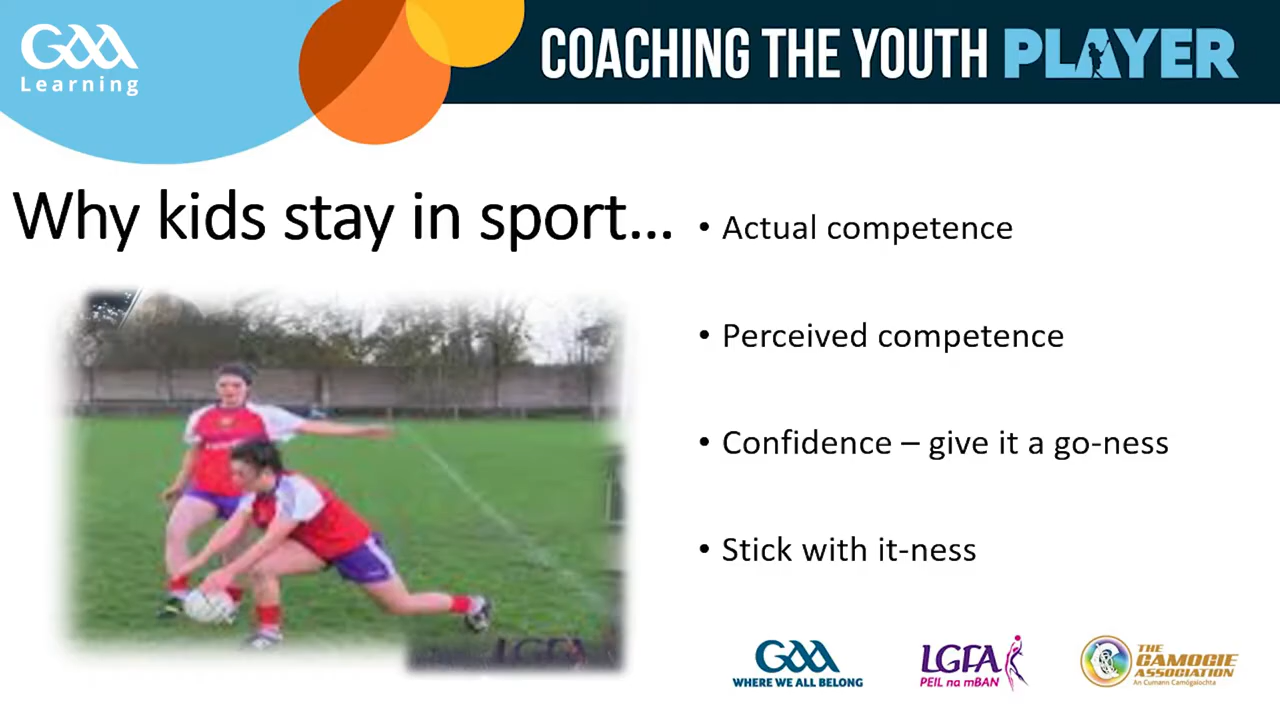 GAA
Learning
COACHING THE YOUTH PLAYER
Why kids stay in sport...
• Actual competence
• Perceived competence
• Confidence – give it a go-ness
• Stick with it-ness
LGFA
GAA
WHERE WE ALL BELONG
LGFA
PEIL na mBAN
THE
CAMOGIE
ASSOCIATION
An Cumann Camógaíochta